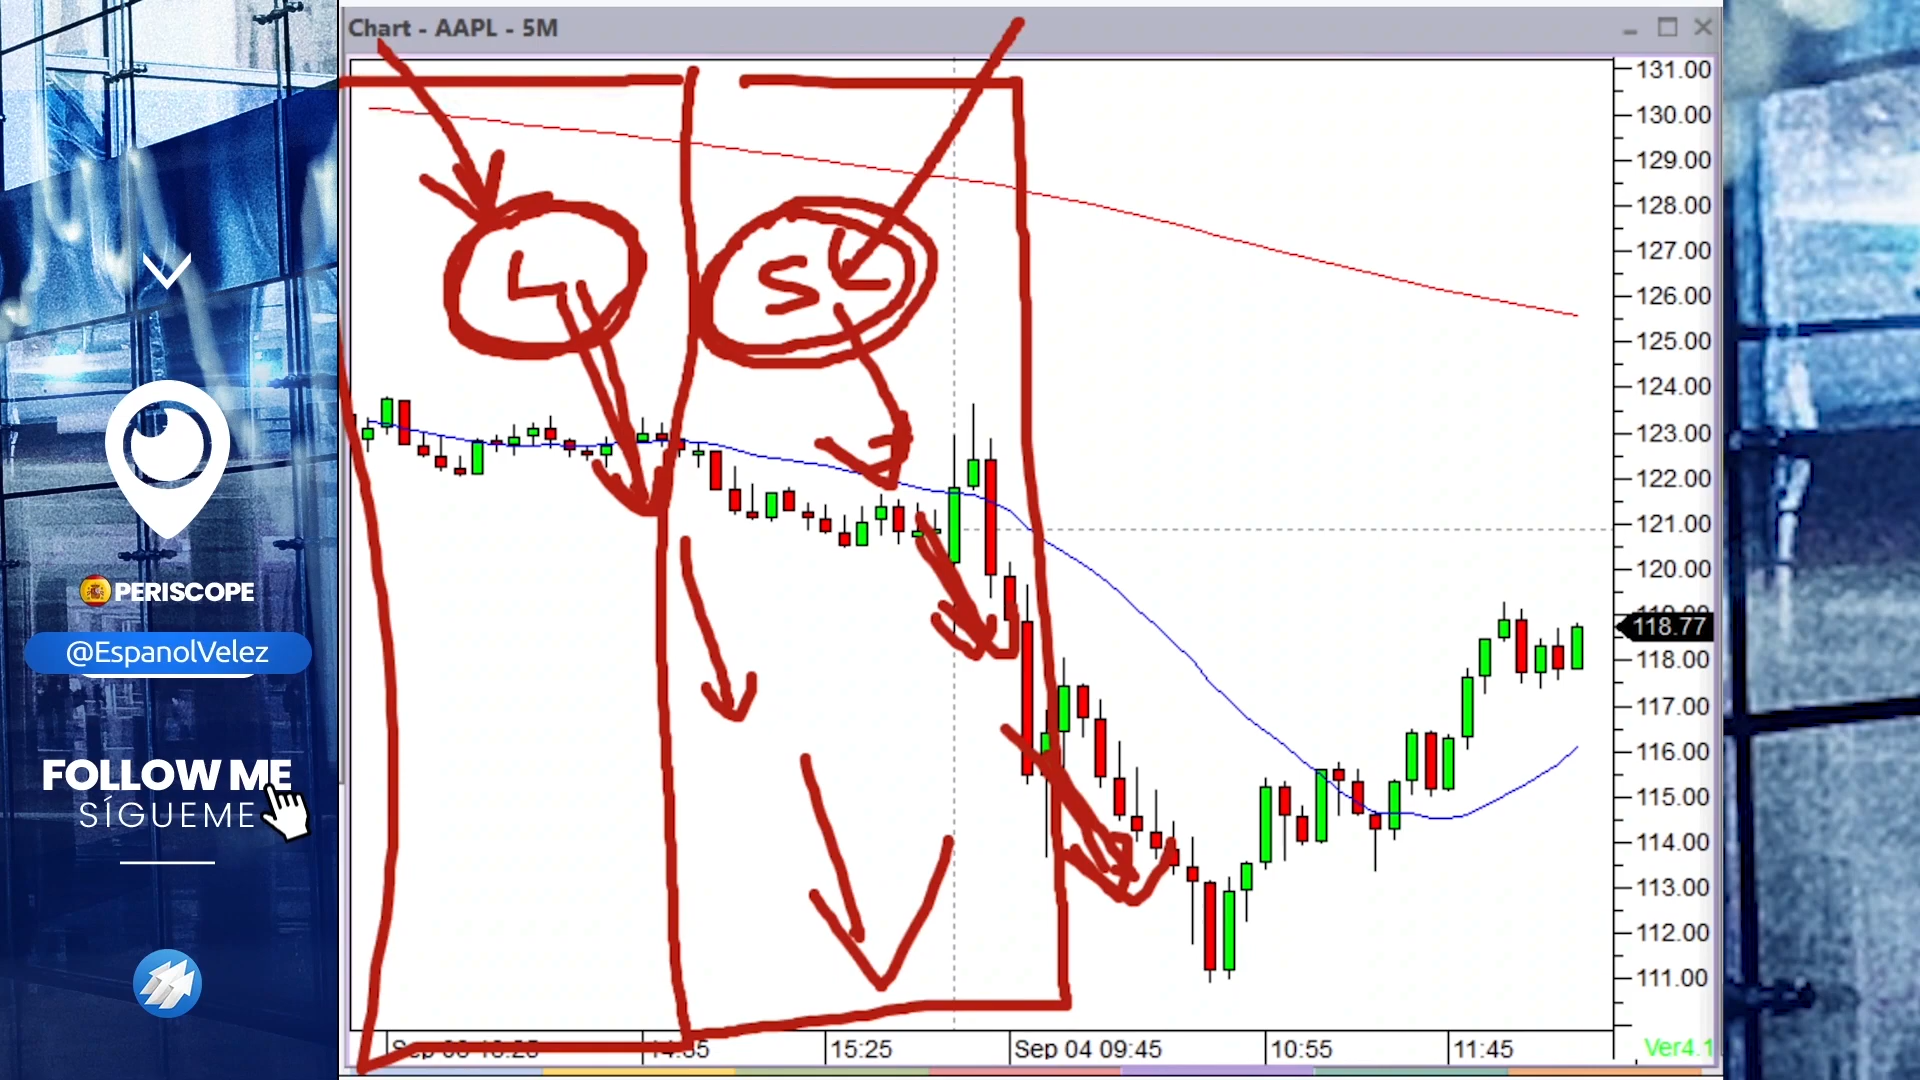 Chart - AAPL - 5M
131.00
130.00
129.00
128.00
127.00
126.00
125.00
124.00
123.00
122.00
121.00
120.00
119.00
118.77
118.00
117.00
116.00
115.00
114.00
113.00
112.00
111.00
L
SL
PERISCOPE
@EspanolVelez
FOLLOW ME
SÍGUEME
15:25
Sep 04 09:45
10:55
11:45
Ver4.1